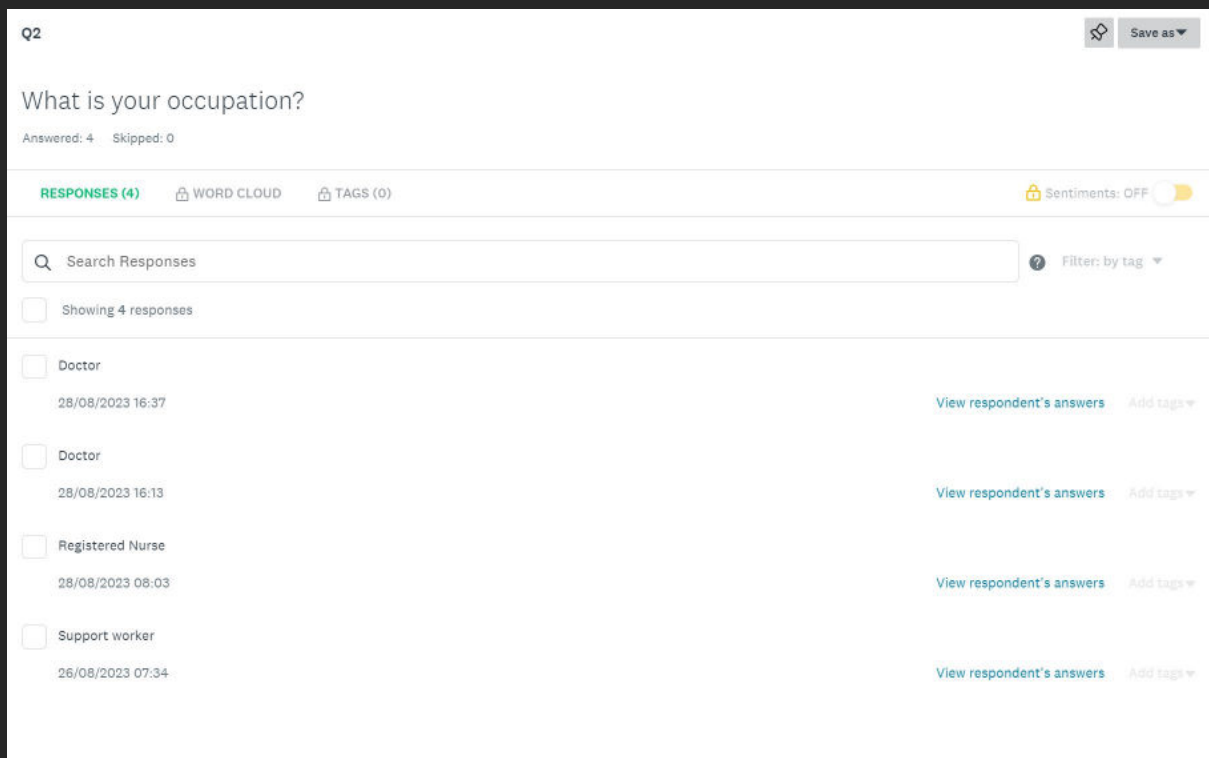 Q2
Save as
What is your occupation?
Answered: 4 Skipped: 0
RESPONSES (4) WORD CLOUD TAGS (0) Sentiments: OFF
Search Responses ? Filter: by tag
Showing 4 responses
Doctor
28/08/2023 16:37 View respondent's answers Add tags
Doctor
28/08/2023 16:13 View respondent's answers Add tags
Registered Nurse
28/08/2023 08:03 View respondent's answers Add tags
Support worker
26/08/2023 07:34 View respondent's answers Add tags